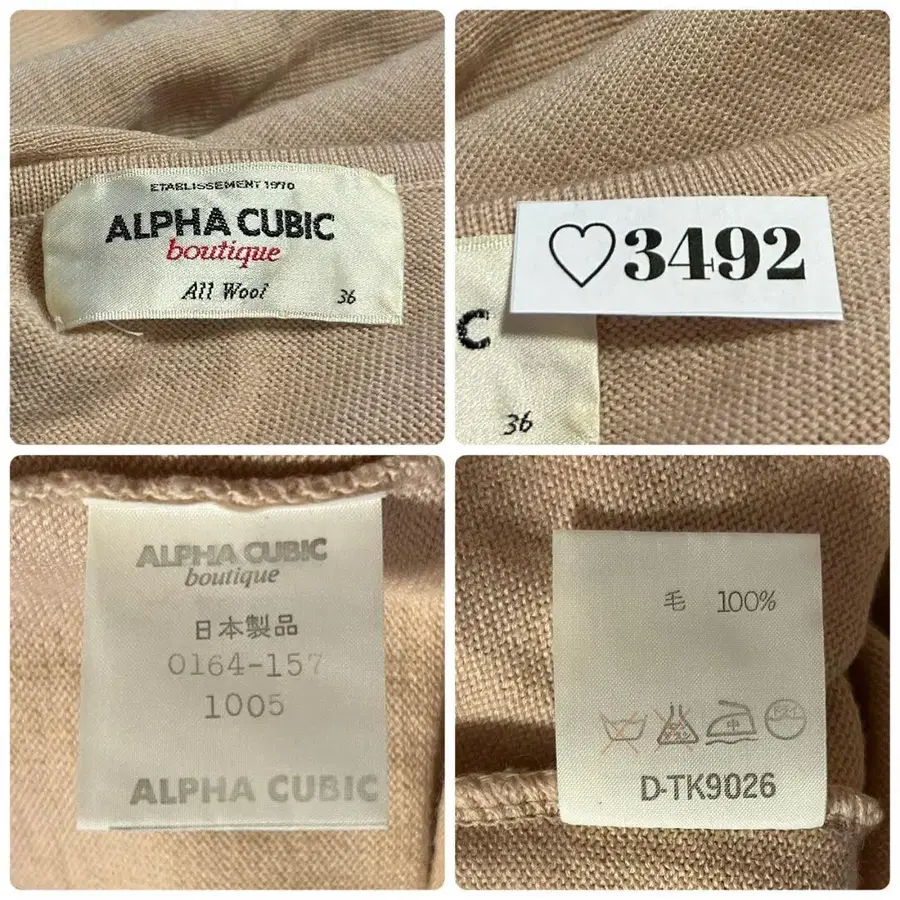 ETABLISSEMENT 1970
ALPHA CUBIC
boutique
All Wool
36
♡3492
C
36
ALPHA CUBIC
boutique
日本製品
0164-157
1005
ALPHA CUBIC
毛 100%
中
D-TK9026